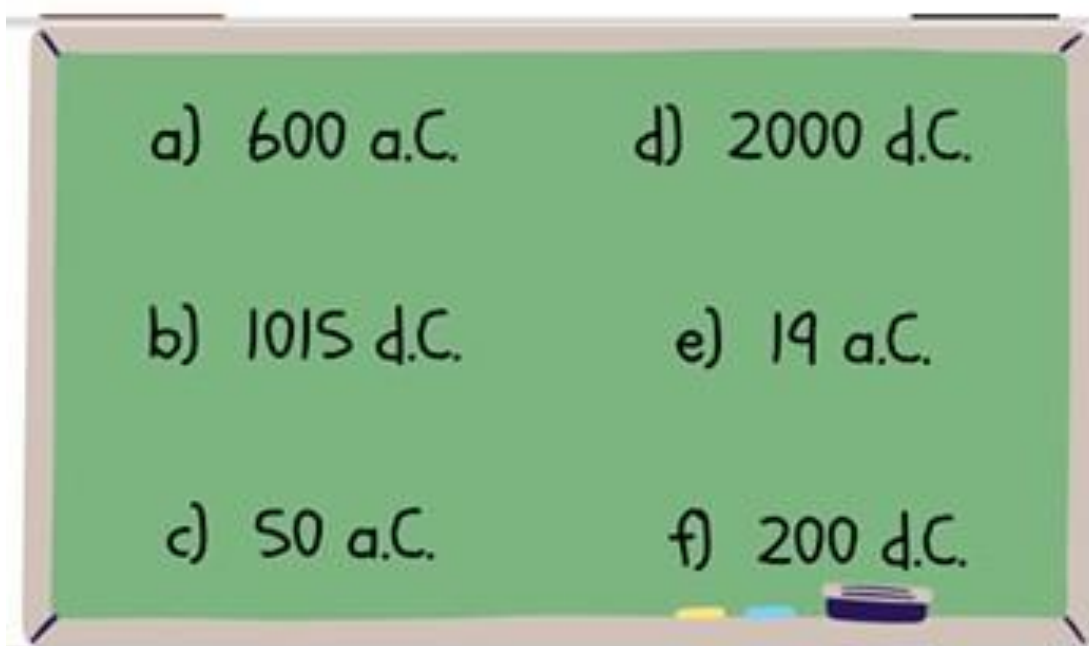 a) 600 a.C.
b) 1015 d.C.
c) 50 a.C.
d) 2000 d.C.
e) 19 a.C.
f) 200 d.C.